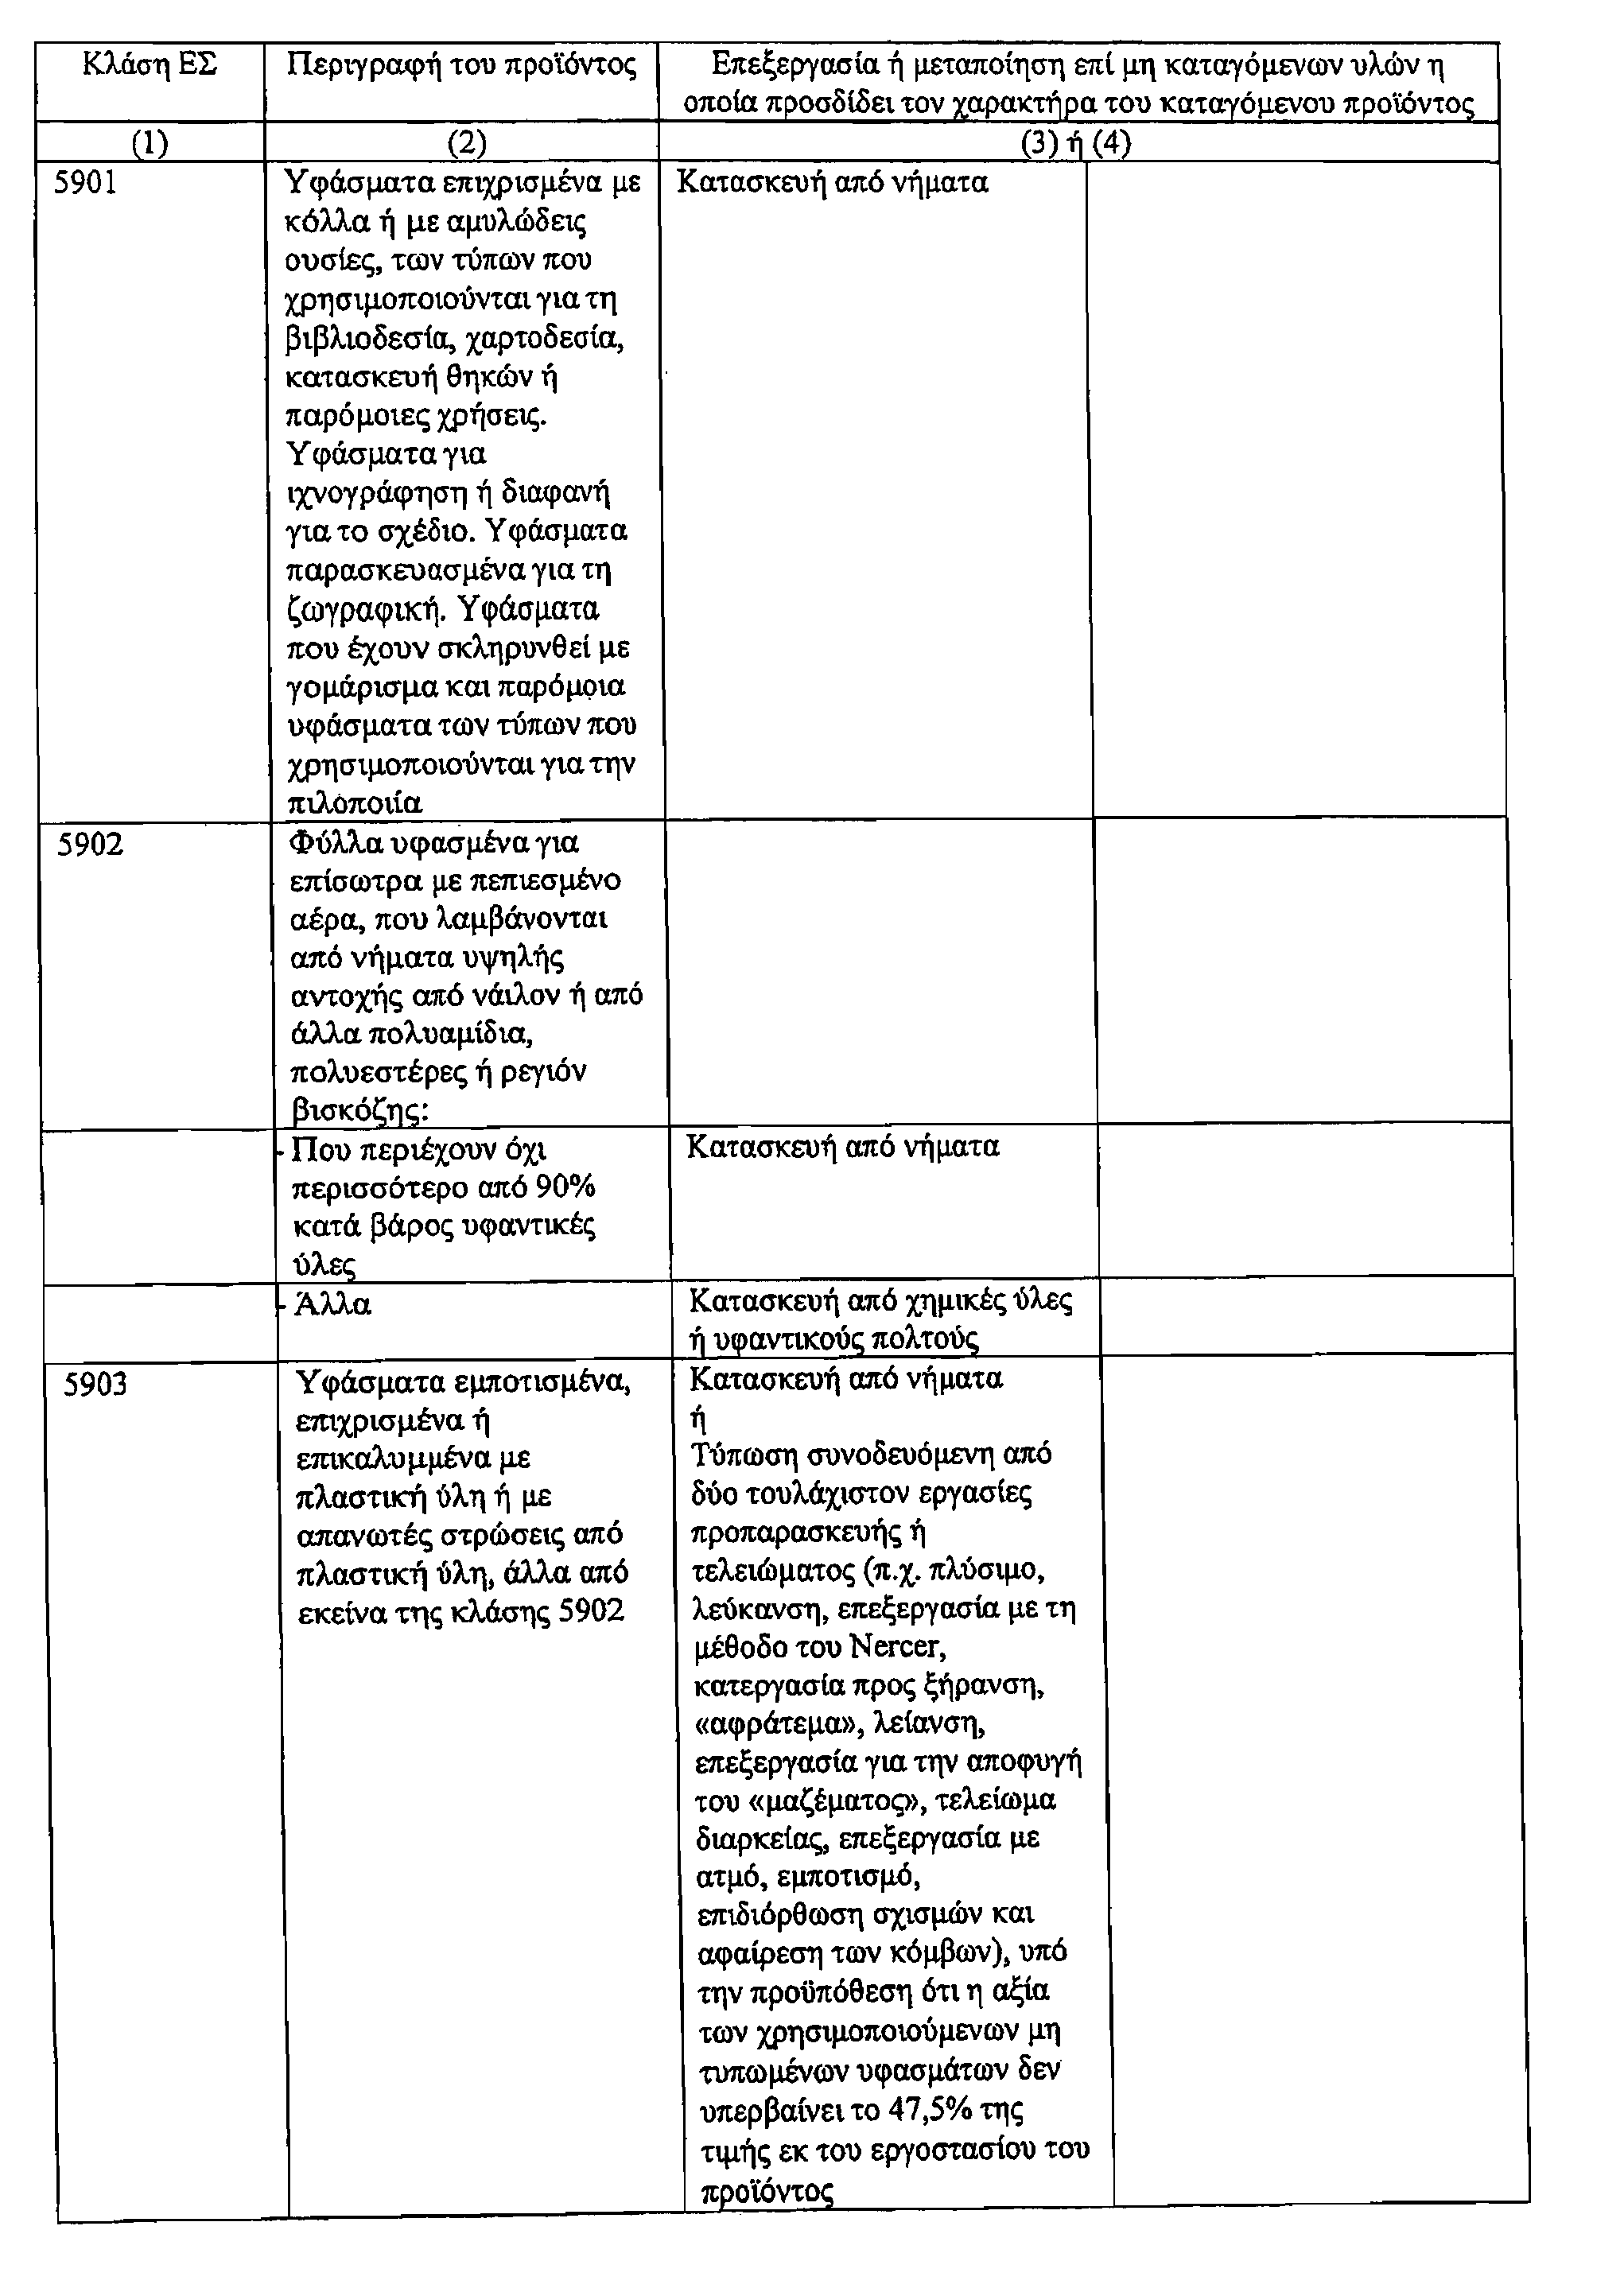 Κλάση ΕΣ
Περιγραφή του προϊόντος
Επεξεργασία ή μεταποίηση επί μη καταγόμενων υλών η
οποία προσδίδει τον χαρακτήρα του καταγόμενου προϊόντος
(1)
(2)
(3) ή (4)
5901
Υφάσματα επιχρισμένα με
κόλλα ή με αμυλώδεις
ουσίες, των τύπων που
χρησιμοποιούνται για τη
βιβλιοδεσία, χαρτοδεσία,
κατασκευή θηκών ή
παρόμοιες χρήσεις.
Υφάσματα για
ιχνογράφηση ή διαφανή
για το σχέδιο. Υφάσματα
παρασκευασμένα για τη
ζωγραφική. Υφάσματα
που έχουν σκληρυνθεί με
γομάρισμα και παρόμοια
υφάσματα των τύπων που
χρησιμοποιούνται για την
πιλοποιία
Κατασκευή από νήματα
5902
Φύλλα υφασμένα για
επίσωτρα με πεπιεσμένο
αέρα, που λαμβάνονται
από νήματα υψηλής
αντοχής από νάιλον ή από
άλλα πολυαμίδια,
πολυεστέρες ή ρεγιόν
βισκόζης:
- Που περιέχουν όχι
περισσότερο από 90%
κατά βάρος υφαντικές
ύλες
Κατασκευή από νήματα
- Άλλα
Κατασκευή από χημικές ύλες
ή υφαντικούς πολτούς
5903
Υφάσματα εμποτισμένα,
επιχρισμένα ή
επικαλυμμένα με
πλαστική ύλη ή με
απανωτές στρώσεις από
πλαστική ύλη, άλλα από
εκείνα της κλάσης 5902
Κατασκευή από νήματα
ή
Τύπωση συνοδευόμενη από
δύο τουλάχιστον εργασίες
προπαρασκευής ή
τελειώματος (π.χ. πλύσιμο,
λεύκανση, επεξεργασία με τη
μέθοδο του Nercer,
κατεργασία προς ξήρανση,
«αφράτεμα», λείανση,
επεξεργασία για την αποφυγή
του «μαζέματος», τελείωμα
διαρκείας, επεξεργασία με
ατμό, εμποτισμό,
επιδιόρθωση σχισμών και
αφαίρεση των κόμβων), υπό
την προϋπόθεση ότι η αξία
των χρησιμοποιούμενων μη
τυπωμένων υφασμάτων δεν
υπερβαίνει το 47,5% της
τιμής εκ του εργοστασίου του
προϊόντος